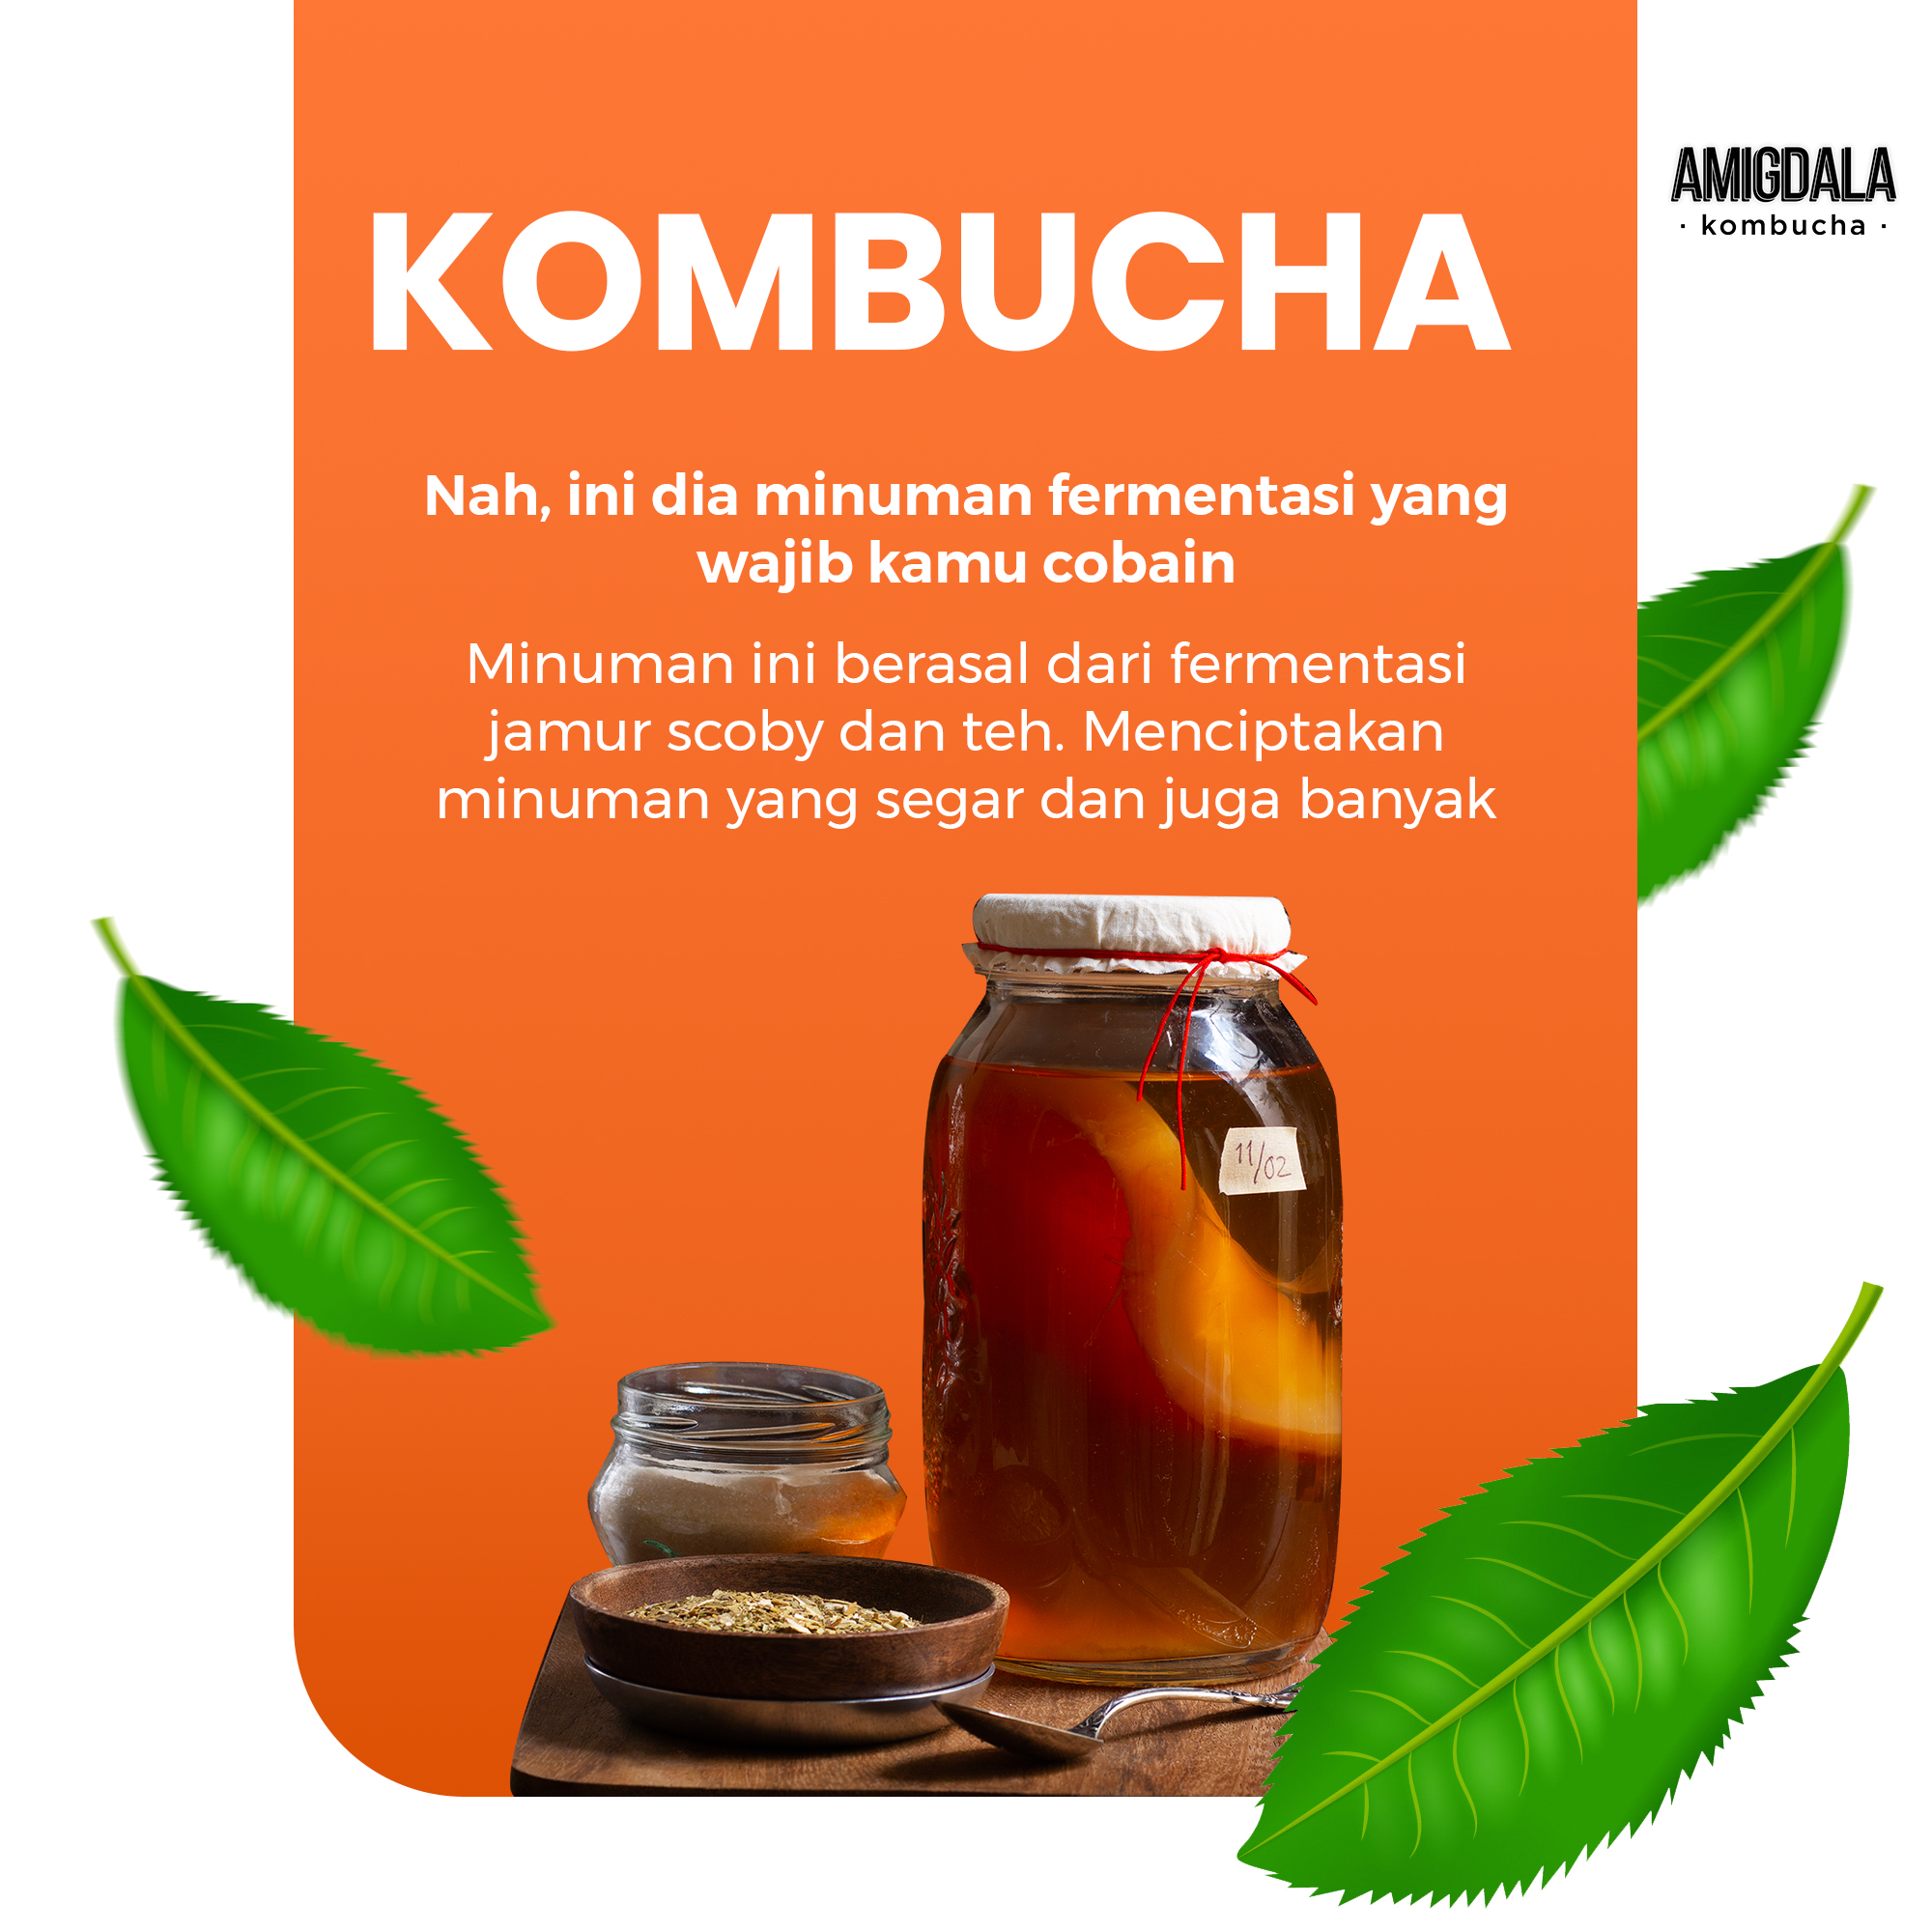 AMIGDALA
· kombucha ·
KOMBUCHA
Nah, ini dia minuman fermentasi yang
wajib kamu cobain
Minuman ini berasal dari fermentasi
jamur scoby dan teh. Menciptakan
minuman yang segar dan juga banyak
11/02